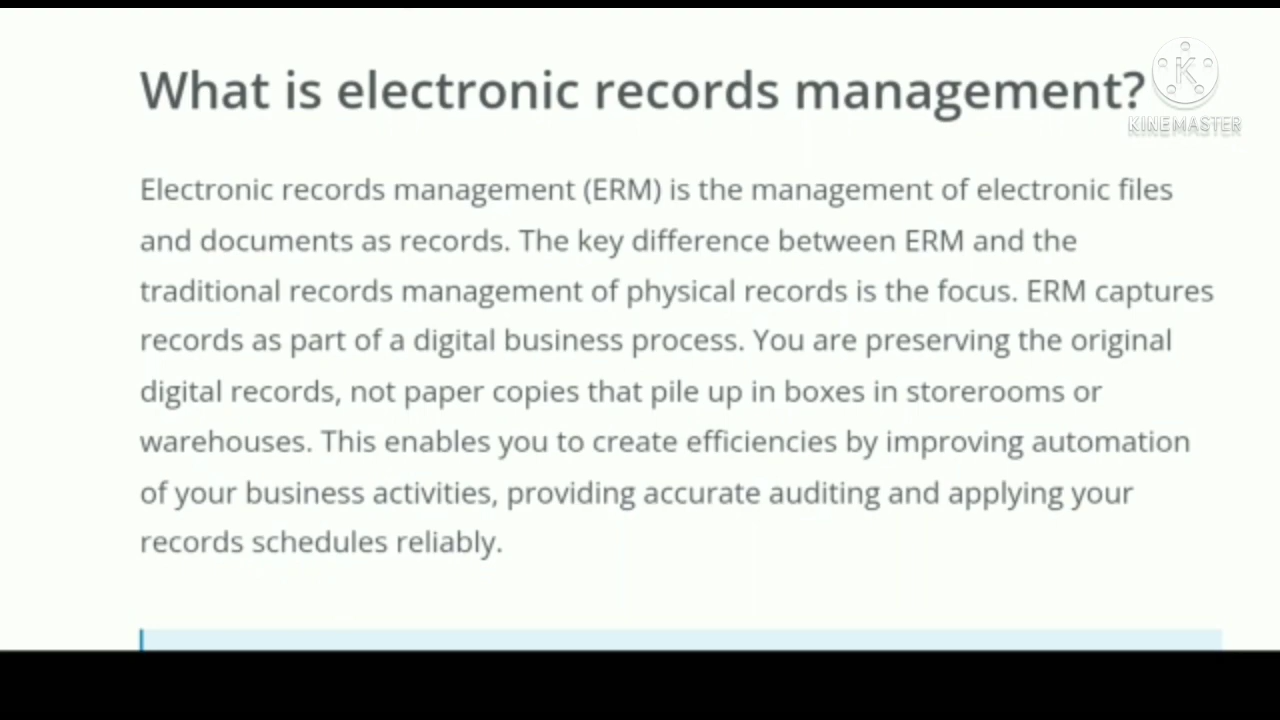 What is electronic records management?
K
KINEMASTER
Electronic records management (ERM) is the management of electronic files
and documents as records. The key difference between ERM and the
traditional records management of physical records is the focus. ERM captures
records as part of a digital business process. You are preserving the original
digital records, not paper copies that pile up in boxes in storerooms or
warehouses. This enables you to create efficiencies by improving automation
of your business activities, providing accurate auditing and applying your
records schedules reliably.